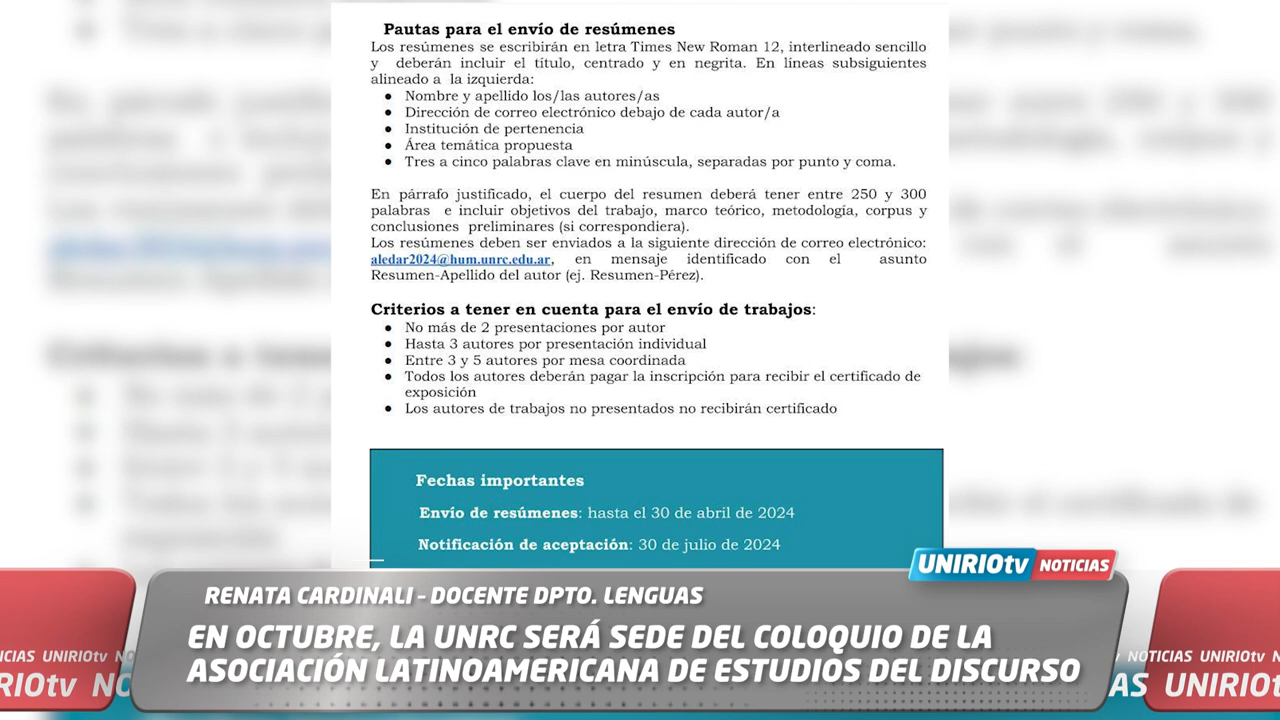 Pautas para el envío de resúmenes
Los resúmenes se escribirán en letra Times New Roman 12, interlineado sencillo
y deberán incluir el título, centrado y en negrita. En líneas subsiguientes
alineado a la izquierda:
● Nombre y apellido los/las autores/as
● Dirección de correo electrónico debajo de cada autor/a
● Institución de pertenencia
● Área temática propuesta
● Tres a cinco palabras clave en minúscula, separadas por punto y coma.
En párrafo justificado, el cuerpo del resumen deberá tener entre 250 y 300
palabras e incluir objetivos del trabajo, marco teórico, metodología, corpus y
conclusiones preliminares (si correspondiera).
Los resúmenes deben ser enviados a la siguiente dirección de correo electrónico:
aledar2024@hum.unrc.edu.ar, en mensaje identificado con el asunto
Resumen-Apellido del autor (ej. Resumen-Pérez).
Criterios a tener en cuenta para el envío de trabajos:
● No más de 2 presentaciones por autor
● Hasta 3 autores por presentación individual
● Entre 3 y 5 autores por mesa coordinada
● Todos los autores deberán pagar la inscripción para recibir el certificado de
exposición
● Los autores de trabajos no presentados no recibirán certificado
Fechas importantes
Envío de resúmenes: hasta el 30 de abril de 2024
Notificación de aceptación: 30 de julio de 2024
UNIRIOtv NOTICIAS
RENATA CARDINALI - DOCENTE DPTO. LENGUAS
EN OCTUBRE, LA UNRC SERÁ SEDE DEL COLOQUIO DE LA
ASOCIACIÓN LATINOAMERICANA DE ESTUDIOS DEL DISCURSO
ICIAS UNIRIOtv NO
RIOtv NO
NOTICIAS UNIRIOtv N
AS UNIRIOt